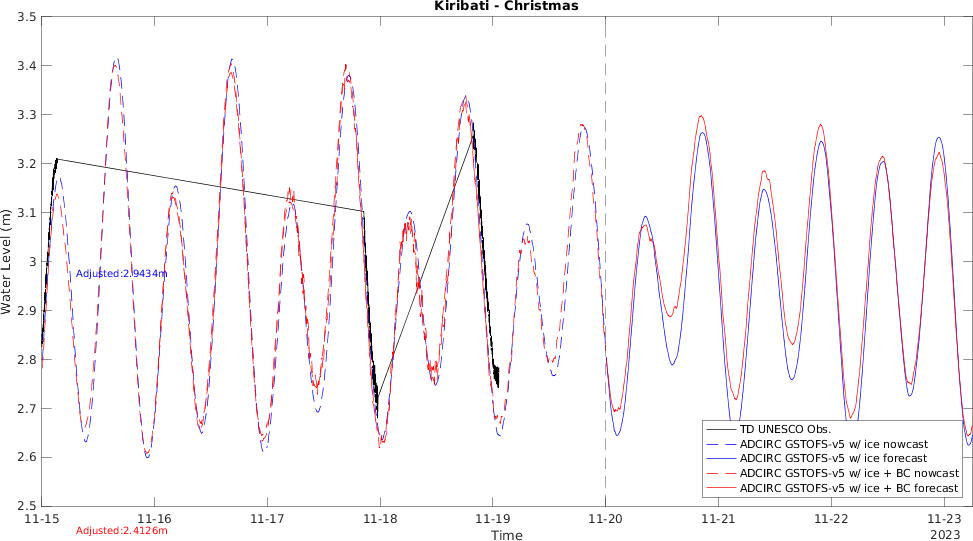 Kiribati - Christmas
3.5
3.4
3.3
3.2
3.1
3
2.9
2.8
2.7
2.6
2.5
Water Level (m)
Adjusted:2.9434m
Adjusted:2.4126m
TD UNESCO Obs.
ADCIRC GSTOFS-v5 w/ ice nowcast
ADCIRC GSTOFS-v5 w/ ice forecast
ADCIRC GSTOFS-v5 w/ ice + BC nowcast
ADCIRC GSTOFS-v5 w/ ice + BC forecast
11-15 11-16 11-17 11-18 11-19 11-20 11-21 11-22 11-23
Time
2023